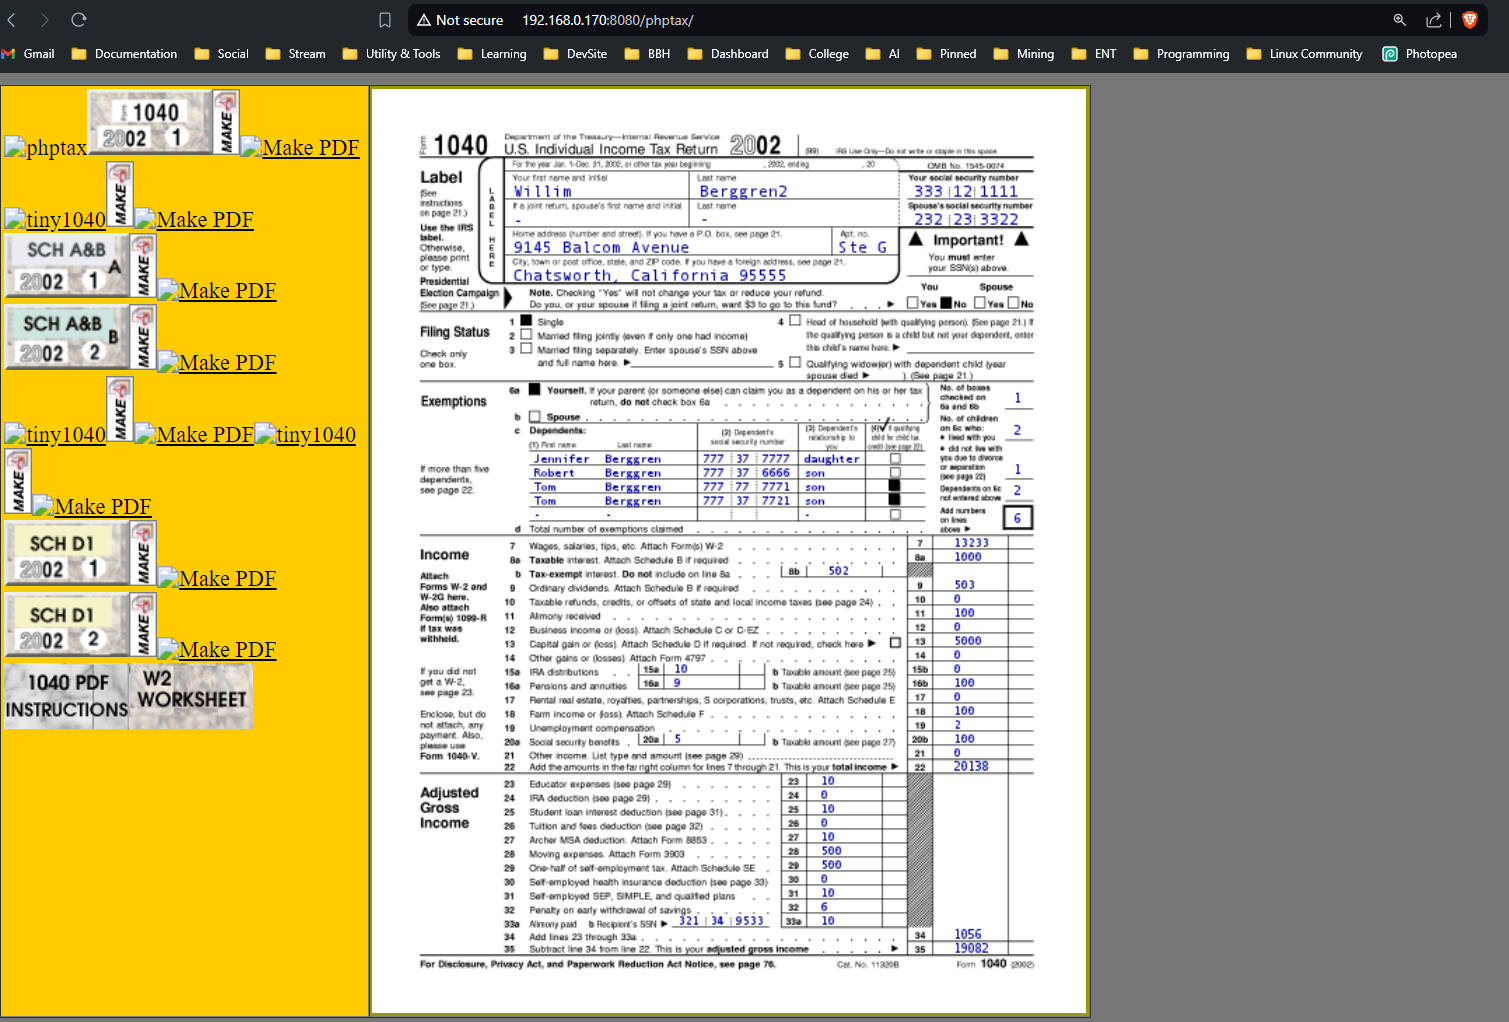 Not secure 192.168.0.170:8080/phptax/
Gmail Documentation Social Stream Utility & Tools Learning DevSite BBH Dashboard College AI Pinned Mining ENT Programming Linux Community Photopea
phptax Form 1040 2002 1 MAKE Make PDF
tiny1040 MAKE Make PDF
SCH A&B A 2002 1 MAKE Make PDF
SCH A&B B 2002 2 MAKE Make PDF
tiny1040 MAKE Make PDF tiny1040
MAKE Make PDF
SCH D1 2002 1 MAKE Make PDF
SCH D1 2002 2 MAKE Make PDF
1040 PDF INSTRUCTIONS W2 WORKSHEET
Form 1040 Department of the Treasury—Internal Revenue Service
U.S. Individual Income Tax Return 2002 (99) IRS Use Only—Do not write or staple in this space.
For the year Jan. 1-Dec. 31, 2002, or other tax year beginning , 2002, ending , 20 OMB No. 1545-0074
Label
(See instructions on page 21.)
Use the IRS label. Otherwise, please print or type.
LABEL HERE
Your first name and initial Last name Your social security number
Willim Berggren2 333 12 1111
If a joint return, spouse's first name and initial Last name Spouse's social security number
- - 232 23 3322
Home address (number and street). If you have a P.O. box, see page 21. Apt. no.
9145 Balcom Avenue Ste G
City, town or post office, state, and ZIP code. If you have a foreign address, see page 21.
Chatsworth, California 95555
Important!
You must enter your SSN(s) above.
Presidential Election Campaign (See page 21.)
Note. Checking "Yes" will not change your tax or reduce your refund.
Do you, or your spouse if filing a joint return, want $3 to go to this fund?
You Spouse
Yes No Yes No
Filing Status
Check only one box.
1 Single
2 Married filing jointly (even if only one had income)
3 Married filing separately. Enter spouse's SSN above and full name here.
4 Head of household (with qualifying person). (See page 21.) If the qualifying person is a child but not your dependent, enter this child's name here.
5 Qualifying widow(er) with dependent child (year spouse died ). (See page 21.)
Exemptions
6a Yourself. If your parent (or someone else) can claim you as a dependent on his or her tax return, do not check box 6a
b Spouse
c Dependents:
(1) First name Last name (2) Dependent's social security number (3) Dependent's relationship to you (4) if qualifying child for child tax credit (see page 22)
Jennifer Berggren 777 37 7777 daughter
Robert Berggren 777 37 6666 son
Tom Berggren 777 77 7771 son
Tom Berggren 777 37 7721 son
- - -
If more than five dependents, see page 22.
d Total number of exemptions claimed
No. of boxes checked on 6a and 6b 1
No. of children on 6c who:
• lived with you 2
• did not live with you due to divorce or separation (see page 22) 1
Dependents on 6c not entered above 2
Add numbers on lines above 6
Income
Attach Forms W-2 and W-2G here. Also attach Form(s) 1099-R if tax was withheld.
If you did not get a W-2, see page 23.
Enclose, but do not attach, any payment. Also, please use Form 1040-V.
7 Wages, salaries, tips, etc. Attach Form(s) W-2 7 13233
8a Taxable interest. Attach Schedule B if required 8a 1000
b Tax-exempt interest. Do not include on line 8a 8b 502
9 Ordinary dividends. Attach Schedule B if required 9 503
10 Taxable refunds, credits, or offsets of state and local income taxes (see page 24) 10 0
11 Alimony received 11 100
12 Business income or (loss). Attach Schedule C or C-EZ 12 0
13 Capital gain or (loss). Attach Schedule D if required. If not required, check here 13 5000
14 Other gains or (losses). Attach Form 4797 14 0
15a IRA distributions 15a 10 b Taxable amount (see page 25) 15b 0
16a Pensions and annuities 16a 9 b Taxable amount (see page 25) 16b 100
17 Rental real estate, royalties, partnerships, S corporations, trusts, etc. Attach Schedule E 17 0
18 Farm income or (loss). Attach Schedule F 18 100
19 Unemployment compensation 19 2
20a Social security benefits 20a 5 b Taxable amount (see page 27) 20b 100
21 Other income. List type and amount (see page 29) 21 0
22 Add the amounts in the far right column for lines 7 through 21. This is your total income 22 20138
Adjusted Gross Income
23 Educator expenses (see page 29) 23 10
24 IRA deduction (see page 29) 24 0
25 Student loan interest deduction (see page 31) 25 10
26 Tuition and fees deduction (see page 32) 26 0
27 Archer MSA deduction. Attach Form 8853 27 10
28 Moving expenses. Attach Form 3903 28 500
29 One-half of self-employment tax. Attach Schedule SE 29 500
30 Self-employed health insurance deduction (see page 33) 30 0
31 Self-employed SEP, SIMPLE, and qualified plans 31 10
32 Penalty on early withdrawal of savings 32 6
33a Alimony paid b Recipient's SSN 321 34 9533 33a 10
34 Add lines 23 through 33a 34 1056
35 Subtract line 34 from line 22. This is your adjusted gross income 35 19082
For Disclosure, Privacy Act, and Paperwork Reduction Act Notice, see page 76. Cat. No. 11320B Form 1040 (2002)